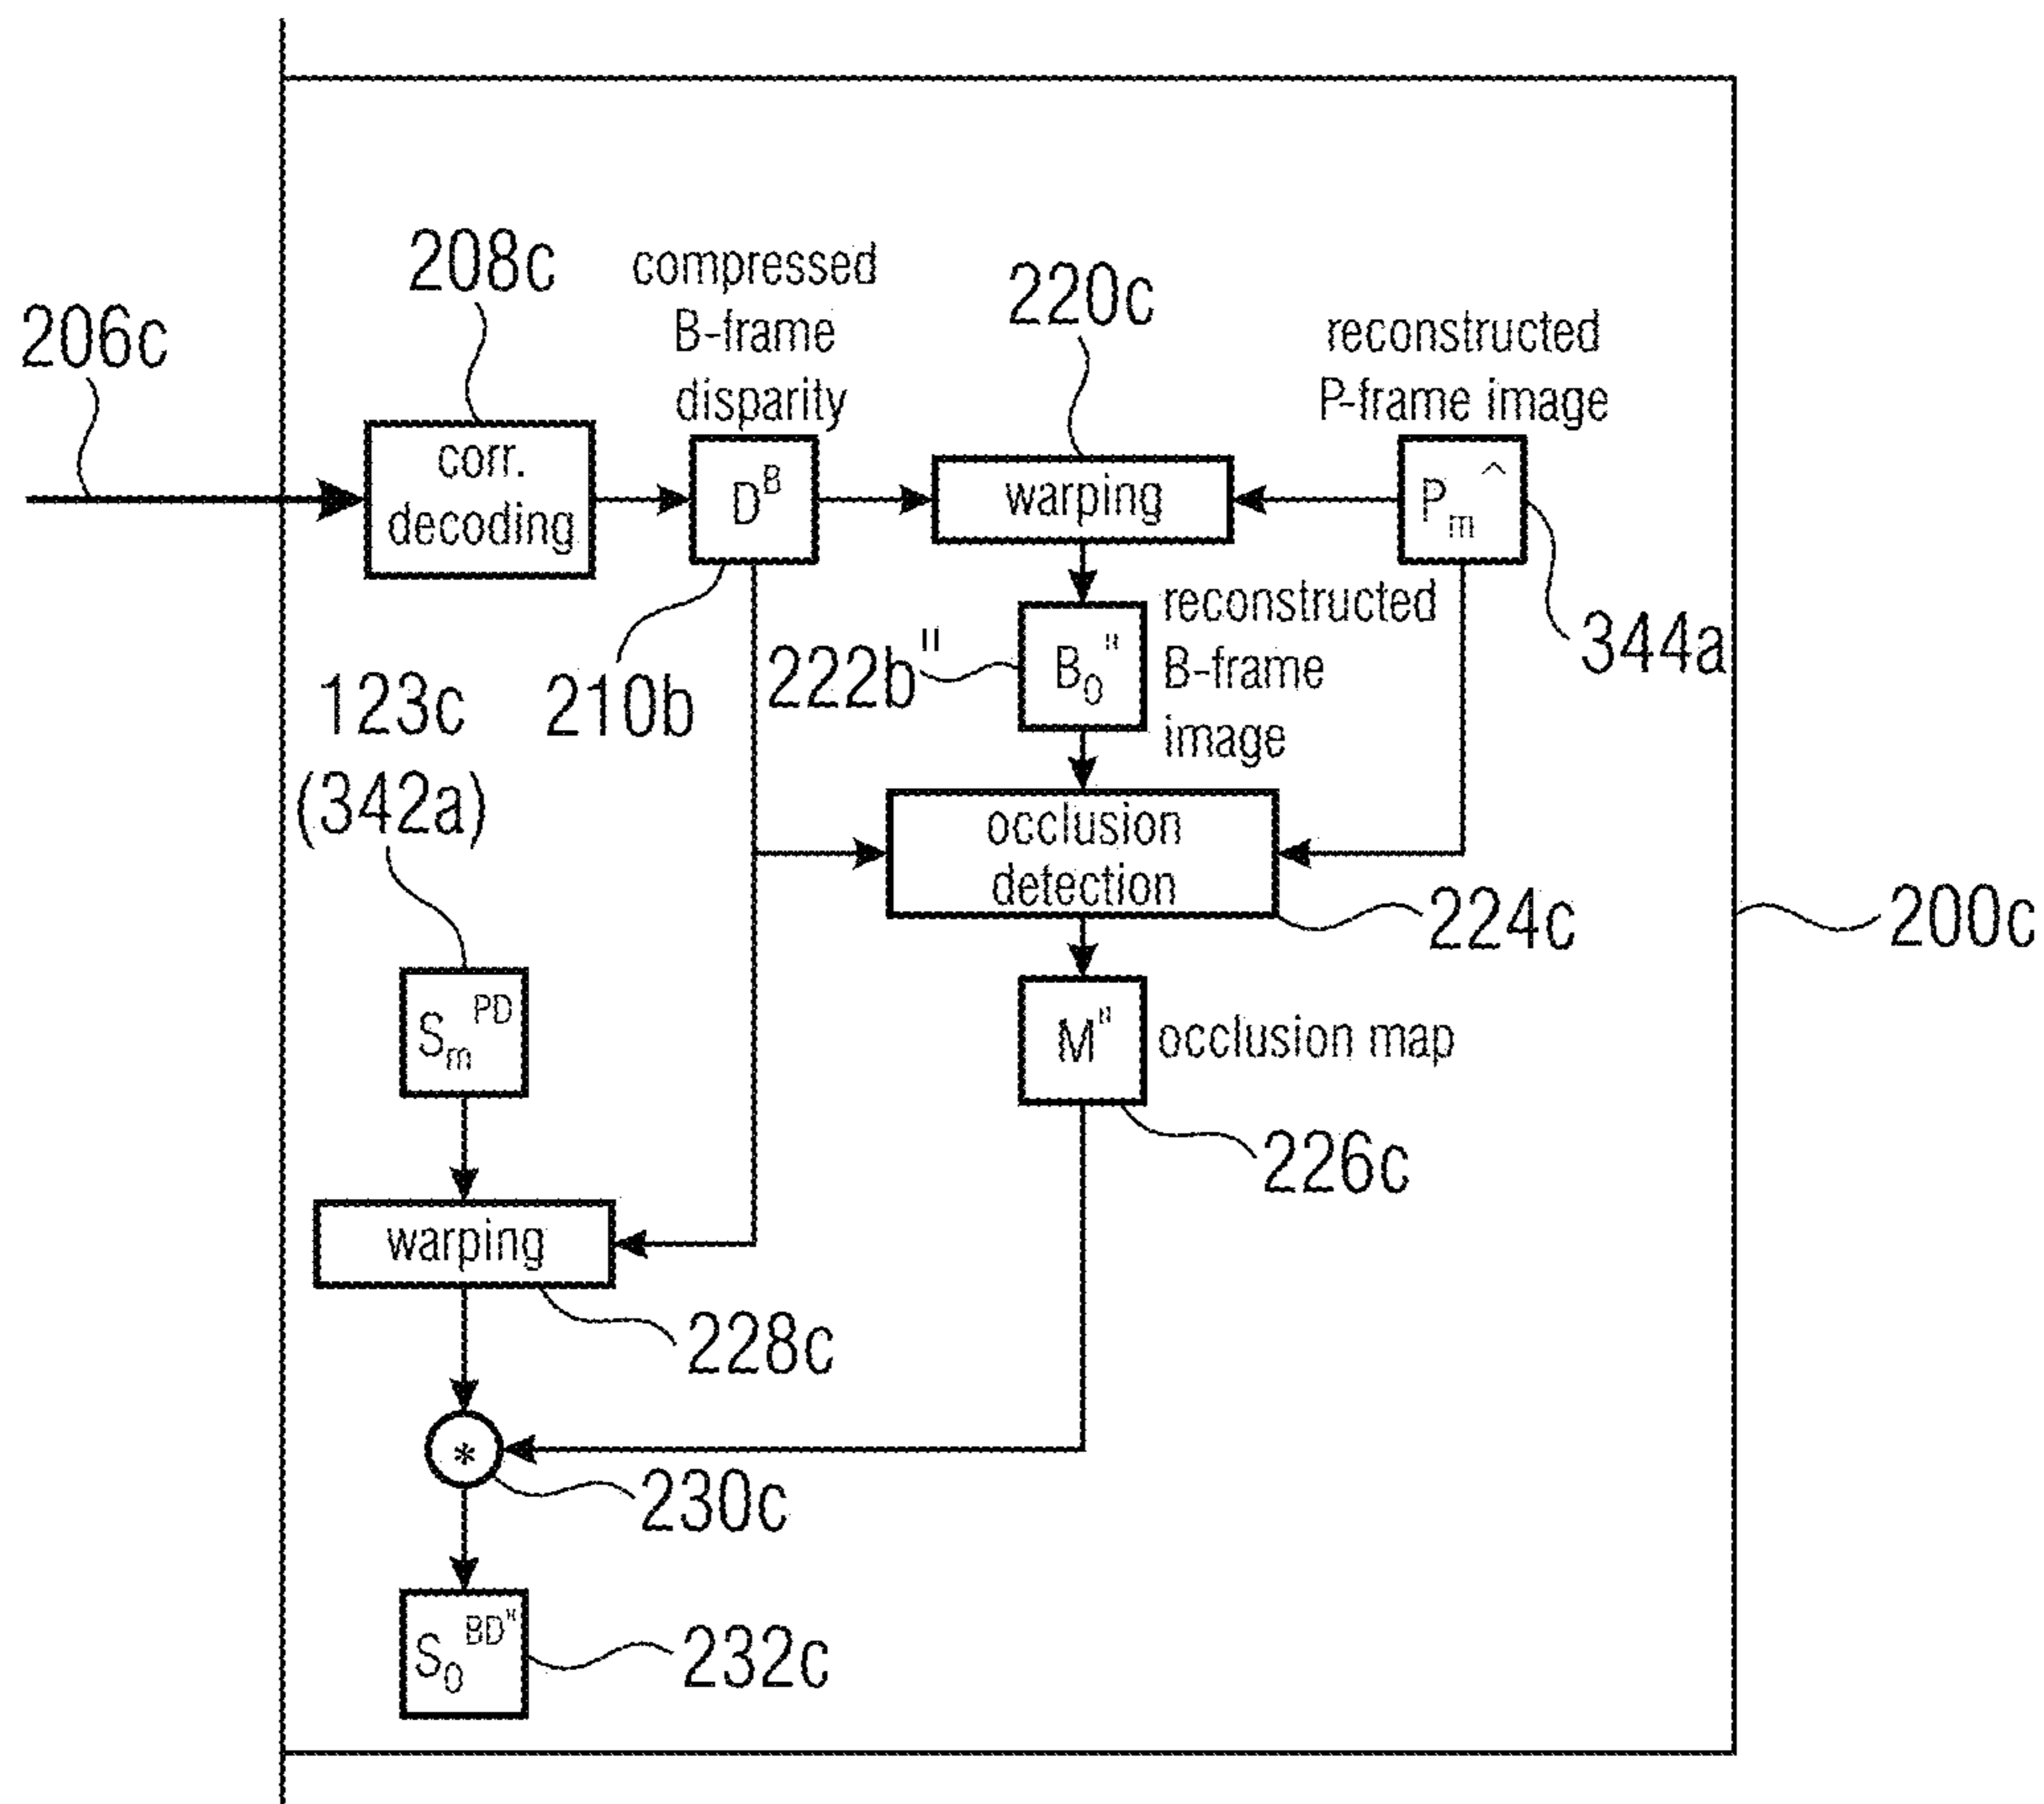 206c
208c
compressed
B-frame
disparity
220c
reconstructed
P-frame image
corr.
decoding
D^B
warping
P_m ^
344a
210b
222b"
B_0"
reconstructed
B-frame
image
123c
(342a)
occlusion
detection
224c
200c
S_m^PD
M"
occlusion map
226c
warping
228c
*
230c
S_0^BD"
232c